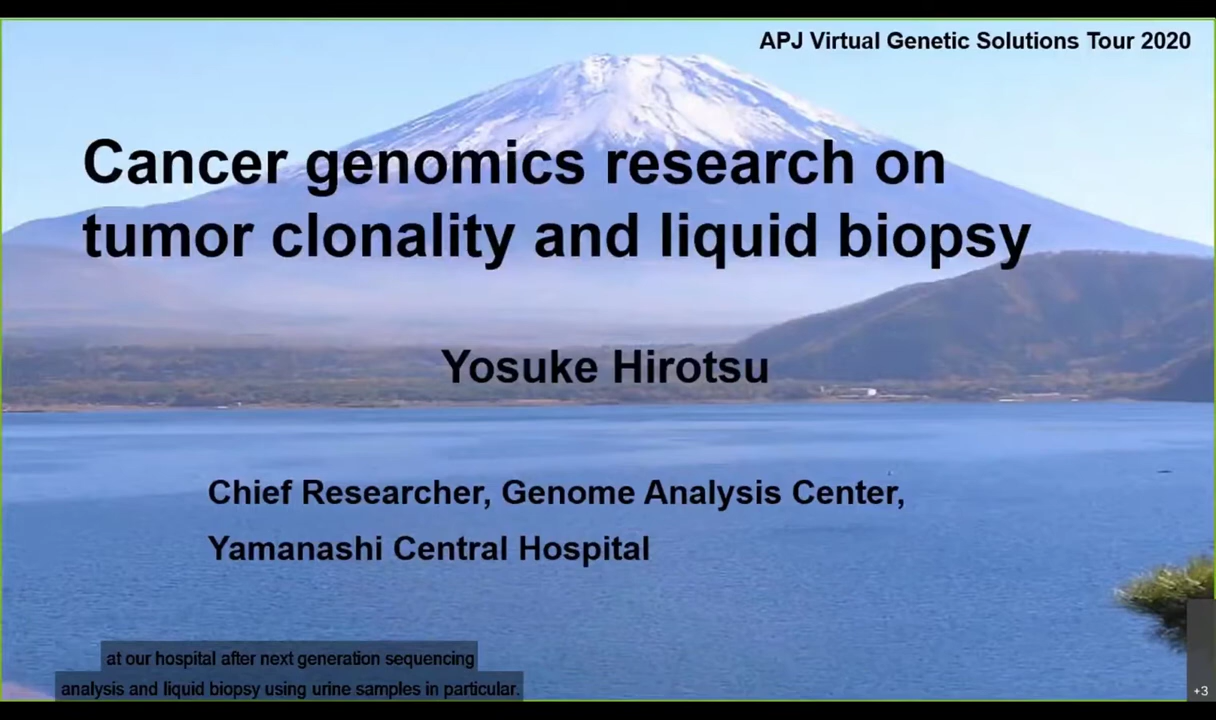 APJ Virtual Genetic Solutions Tour 2020
Cancer genomics research on
tumor clonality and liquid biopsy
Yosuke Hirotsu
Chief Researcher, Genome Analysis Center,
Yamanashi Central Hospital
at our hospital after next generation sequencing
analysis and liquid biopsy using urine samples in particular.
+3